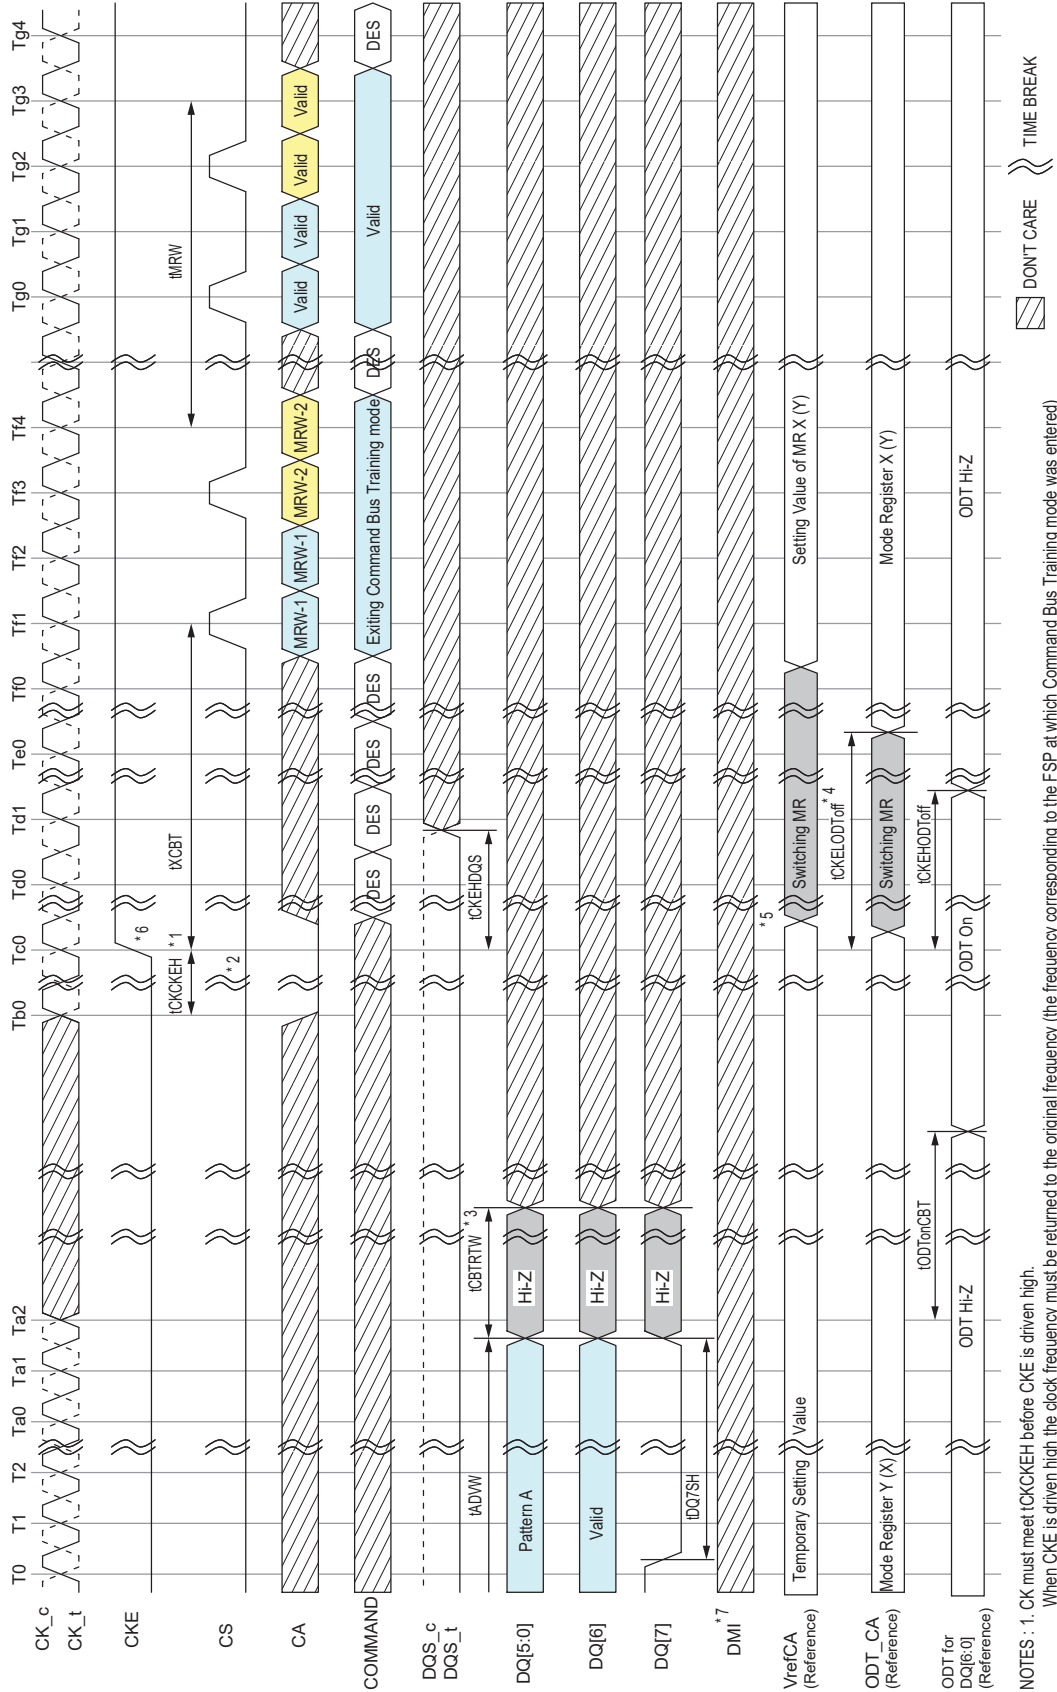 T0 T1 T2 Ta0 Ta1 Ta2 Tb0 Tc0 Td0 Td1 Te0 Tf0 Tf1 Tf2 Tf3 Tf4 Tg0 Tg1 Tg2 Tg3 Tg4
CK_c
CK_t
CKE
*6
tCKCKEH *1
tXCBT
tMRW
CS
*2
CA
MRW-1 MRW-1 MRW-2 MRW-2 Valid Valid Valid Valid
COMMAND
DES DES DES DES Exiting Command Bus Training mode DES Valid DES
DQS_c
DQS_t
tCKEHDQS
tADVW
tCBTRTW *3
DQ[5:0]
Pattern A Hi-Z
DQ[6]
Valid Hi-Z
DQ[7]
Hi-Z
tDQ7SH
DMI *7
*5
VrefCA
(Reference)
Temporary Setting Value Switching MR Setting Value of MR X (Y)
tCKELODToff *4
ODT_CA
(Reference)
Mode Register Y (X) Switching MR Mode Register X (Y)
tODTonCBT
tCKEHODToff
ODT for
DQ[6:0]
(Reference)
ODT Hi-Z ODT On ODT Hi-Z
DON'T CARE TIME BREAK
NOTES : 1. CK must meet tCKCKEH before CKE is driven high.
When CKE is driven high the clock frequency must be returned to the original frequency (the frequency corresponding to the FSP at which Command Bus Training mode was entered)